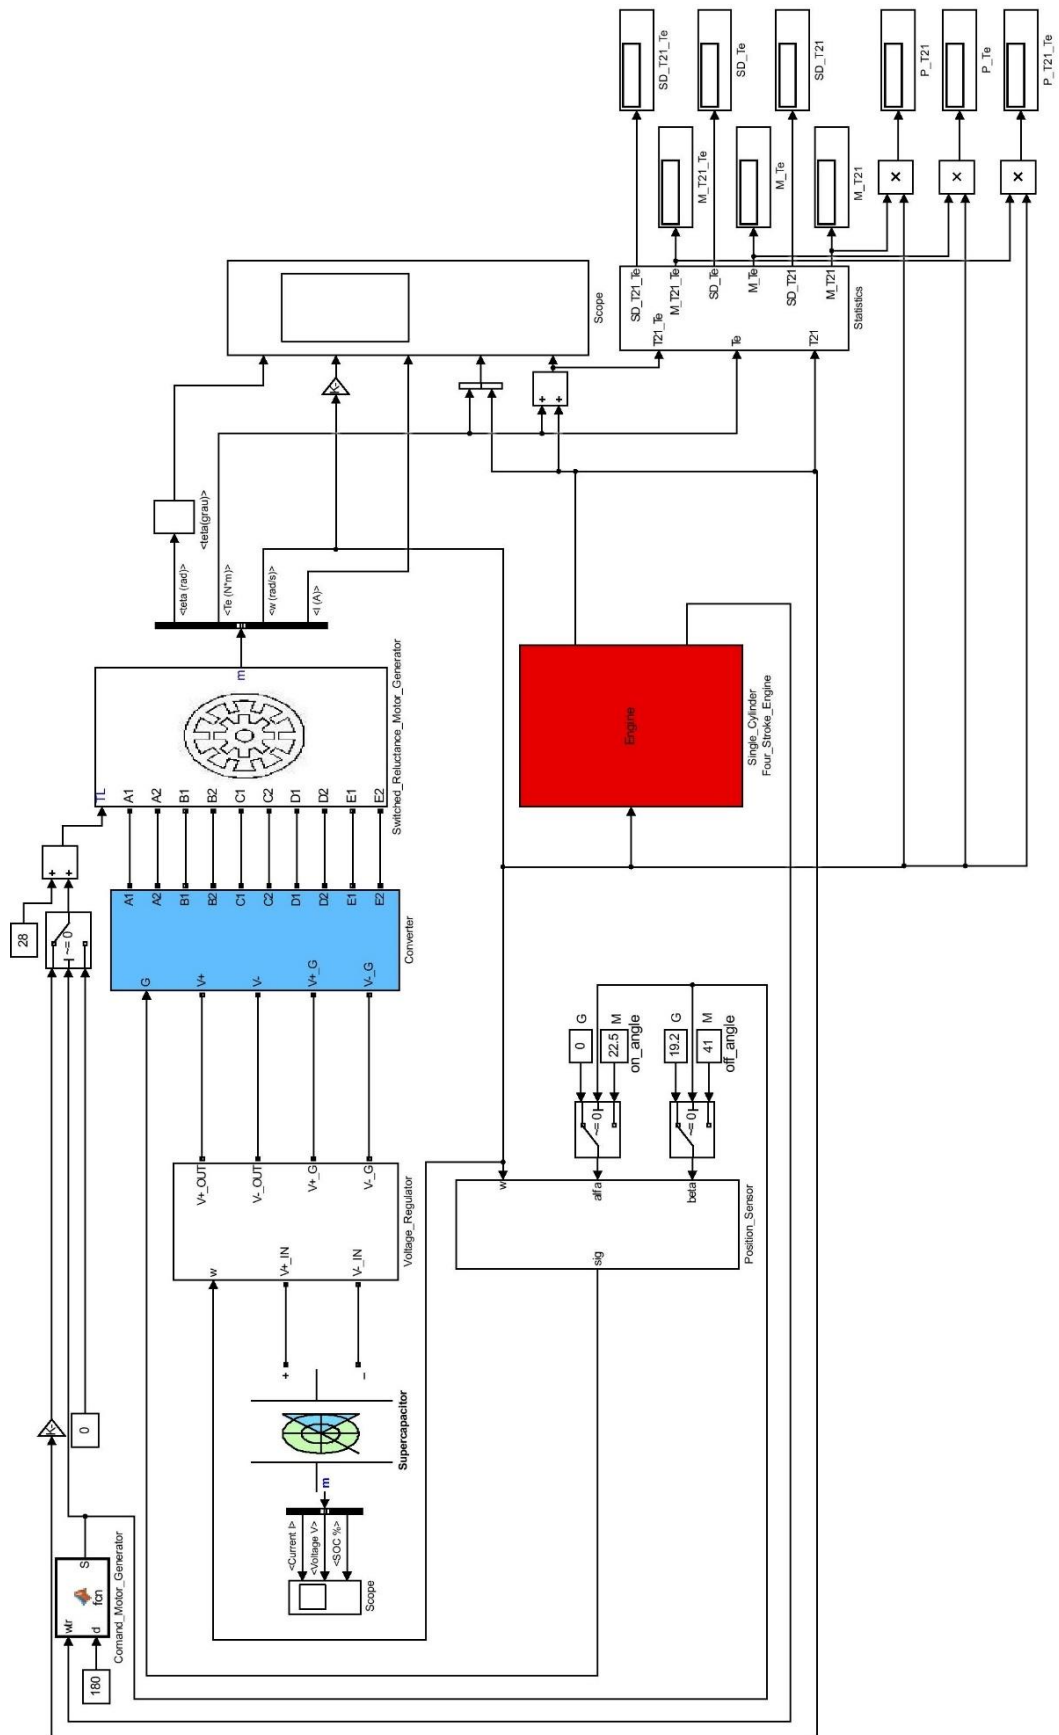 180
wtr
d
fcn
S
Comand_Motor_Generator
0
~= 0
28
+
+
<Current I>
<Voltage V>
<SOC %>
Scope
m
Supercapacitor
+
_
w
V+_IN
V-_IN
V+_OUT
V-_OUT
V+_G
V-_G
Voltage_Regulator
G
V+
V-
V+_G
V-_G
A1
A2
B1
B2
C1
C2
D1
D2
E1
E2
Converter
TL
A1
A2
B1
B2
C1
C2
D1
D2
E1
E2
m
Switched_Reluctance_Motor_Generator
<teta (rad)>
<Te (N*m)>
<w (rad/s)>
<I (A)>
<teta(grau)>
Scope
+
+
sig
w
alfa
beta
Position_Sensor
~= 0
0
G
22.5
M
on_angle
~= 0
19.2
G
41
M
off_angle
Engine
Single_Cylinder
Four_Stroke_Engine
T21_Te
Te
T21
SD_T21_Te
M_T21_Te
SD_Te
M_Te
SD_T21
M_T21
Statistics
SD_T21_Te
M_T21_Te
SD_Te
M_Te
SD_T21
M_T21
×
×
×
P_T21
P_Te
P_T21_Te